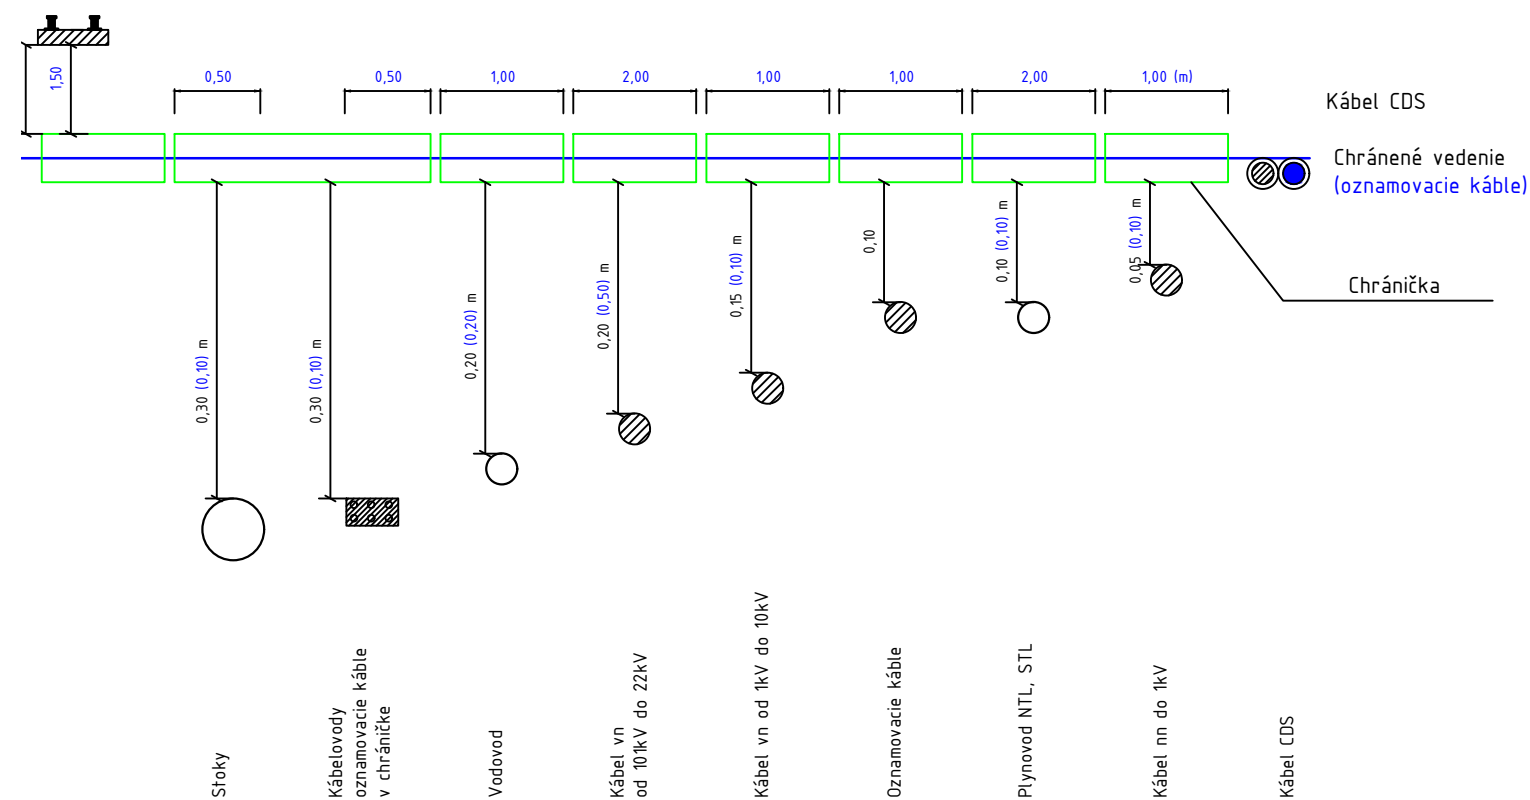 1,50
0,50
0,50
1,00
2,00
1,00
1,00
2,00
1,00 (m)
Kábel CDS
Chránené vedenie
(oznamovacie káble)
0,30 (0,10) m
0,30 (0,10) m
0,20 (0,20) m
0,20 (0,50) m
0,15 (0,10) m
0,10
0,10 (0,10) m
0,05 (0,10) m
Chránička
Stoky
Kábelovody
oznamovacie káble
v chráničke
Vodovod
Kábel vn
od 101kV do 22kV
Kábel vn od 1kV do 10kV
Oznamovacie káble
Plynovod NTL, STL
Kábel nn do 1kV
Kábel CDS